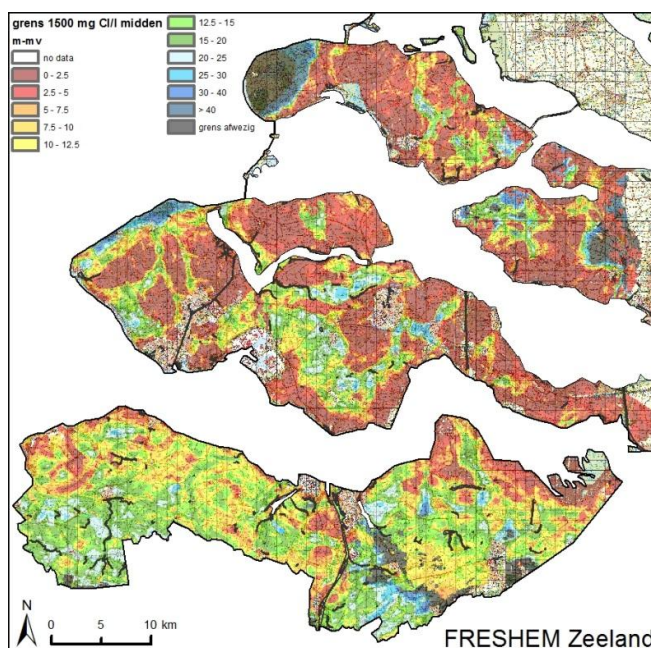 grens 1500 mg Cl/l midden
m-mv
no data
0 - 2.5
2.5 - 5
5 - 7.5
7.5 - 10
10 - 12.5
12.5 - 15
15 - 20
20 - 25
25 - 30
30 - 40
> 40
grens afwezig
N
0 5 10 km
FRESHEM Zeeland